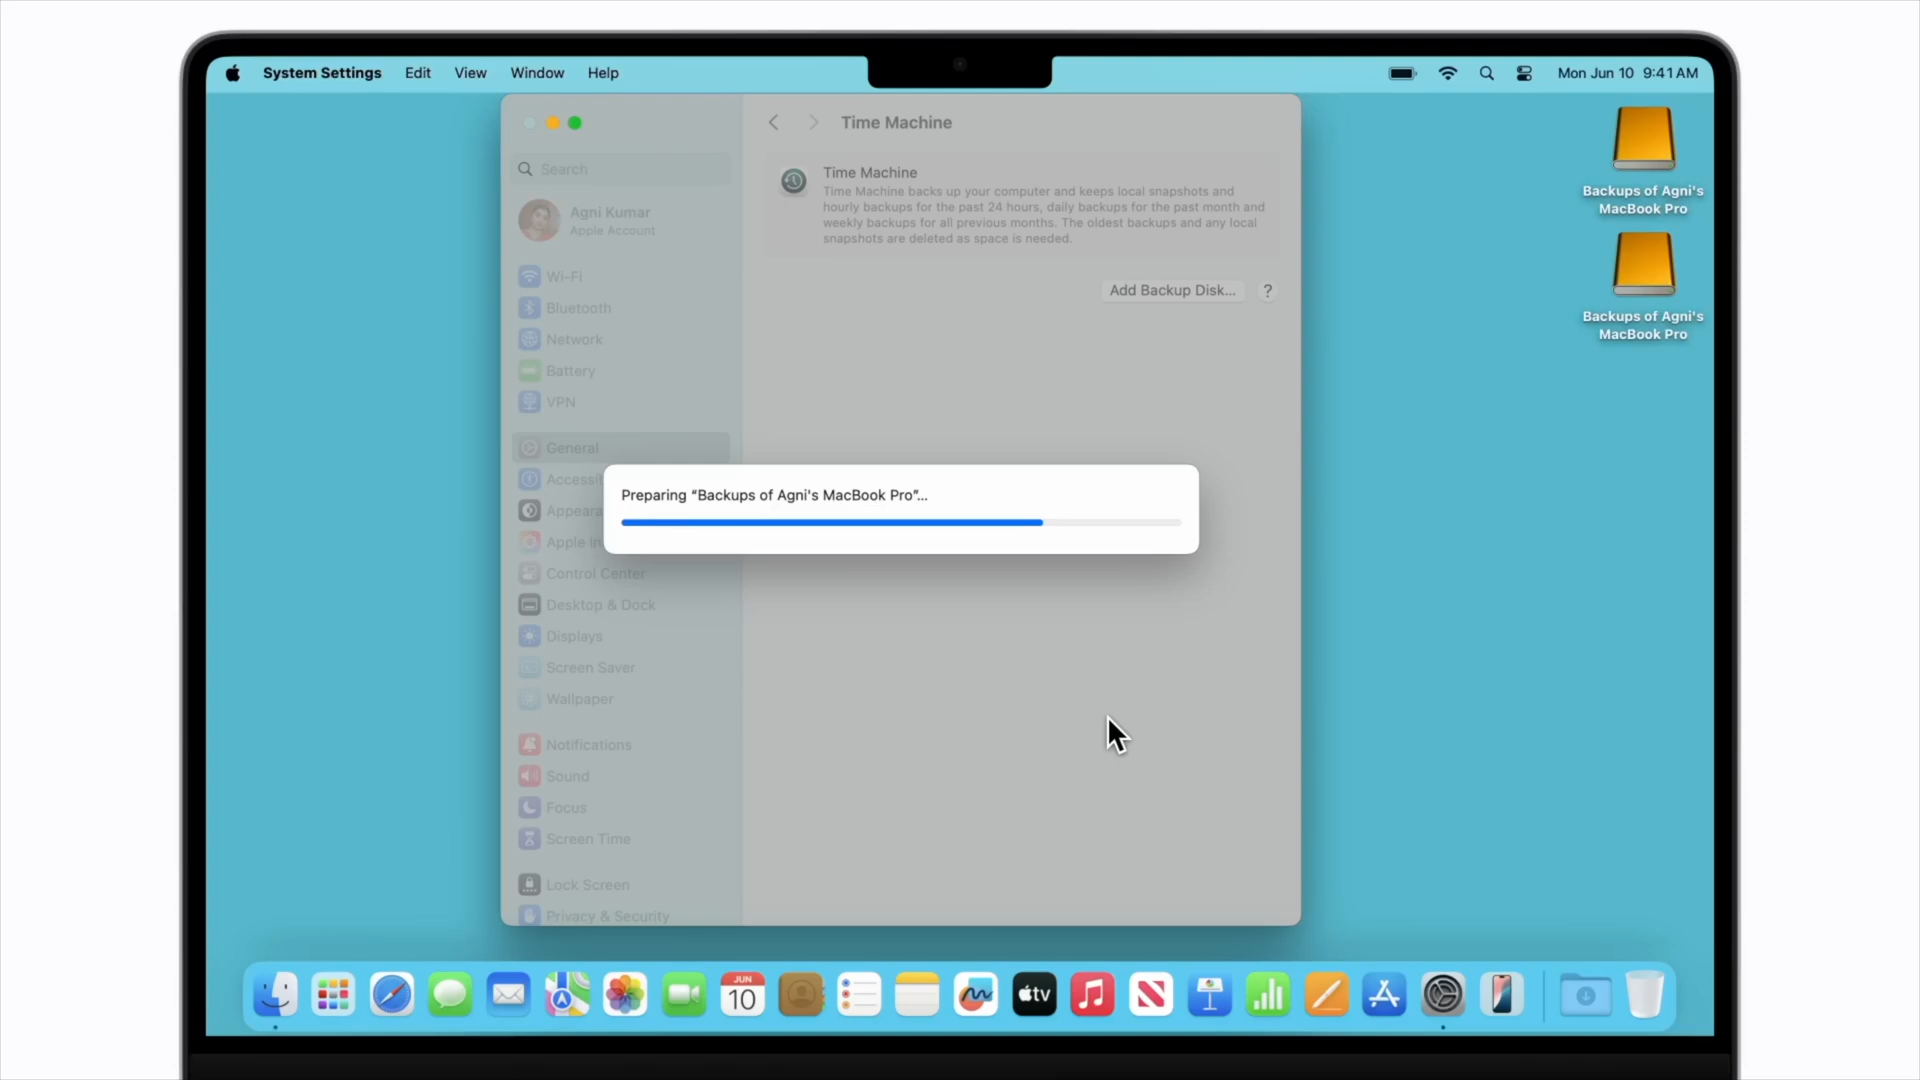 System Settings Edit View Window Help
Mon Jun 10 9:41 AM
Time Machine
Search
Agni Kumar
Apple Account
Wi-Fi
Bluetooth
Network
Battery
VPN
General
Accessi
Appeara
Apple In
Control Center
Desktop & Dock
Displays
Screen Saver
Wallpaper
Notifications
Sound
Focus
Screen Time
Lock Screen
Privacy & Security
Time Machine
Time Machine backs up your computer and keeps local snapshots and
hourly backups for the past 24 hours, daily backups for the past month and
weekly backups for all previous months. The oldest backups and any local
snapshots are deleted as space is needed.
Add Backup Disk... ?
Preparing “Backups of Agni's MacBook Pro”...
Backups of Agni's
MacBook Pro
Backups of Agni's
MacBook Pro
JUN
10
tv